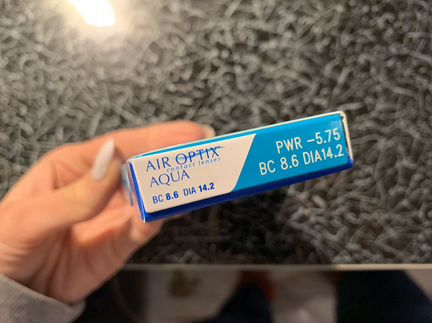 AIR OPTIX
contact lenses
AQUA
BC 8.6 DIA 14.2
PWR –5.75
BC 8.6 DIA14.2